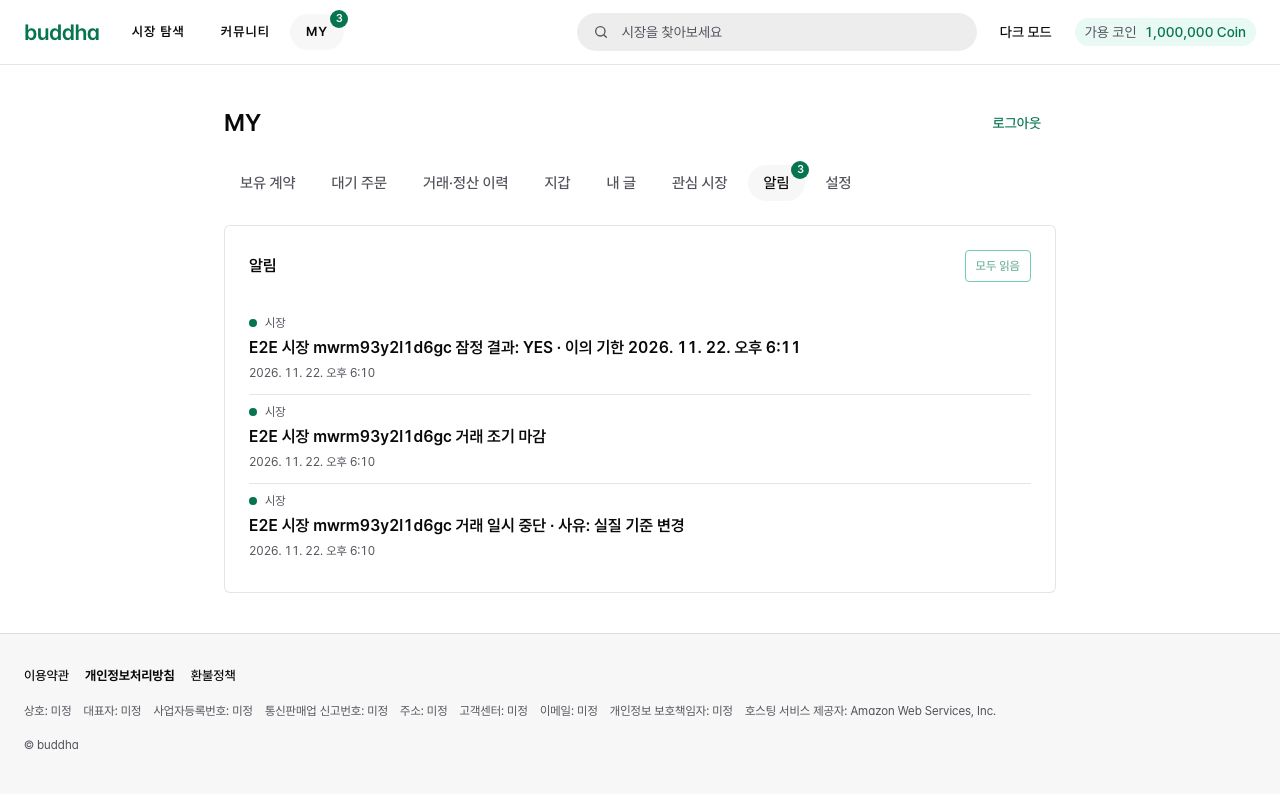 buddha 시장 탐색 커뮤니티 MY 3 시장을 찾아보세요 다크 모드 가용 코인 1,000,000 Coin
MY 로그아웃
보유 계약 대기 주문 거래·정산 이력 지갑 내 글 관심 시장 알림 3 설정
알림 모두 읽음
시장
E2E 시장 mwrm93y2l1d6gc 잠정 결과: YES · 이의 기한 2026. 11. 22. 오후 6:11
2026. 11. 22. 오후 6:10
시장
E2E 시장 mwrm93y2l1d6gc 거래 조기 마감
2026. 11. 22. 오후 6:10
시장
E2E 시장 mwrm93y2l1d6gc 거래 일시 중단 · 사유: 실질 기준 변경
2026. 11. 22. 오후 6:10
이용약관 개인정보처리방침 환불정책
상호: 미정 대표자: 미정 사업자등록번호: 미정 통신판매업 신고번호: 미정 주소: 미정 고객센터: 미정 이메일: 미정 개인정보 보호책임자: 미정 호스팅 서비스 제공자: Amazon Web Services, Inc.
© buddha